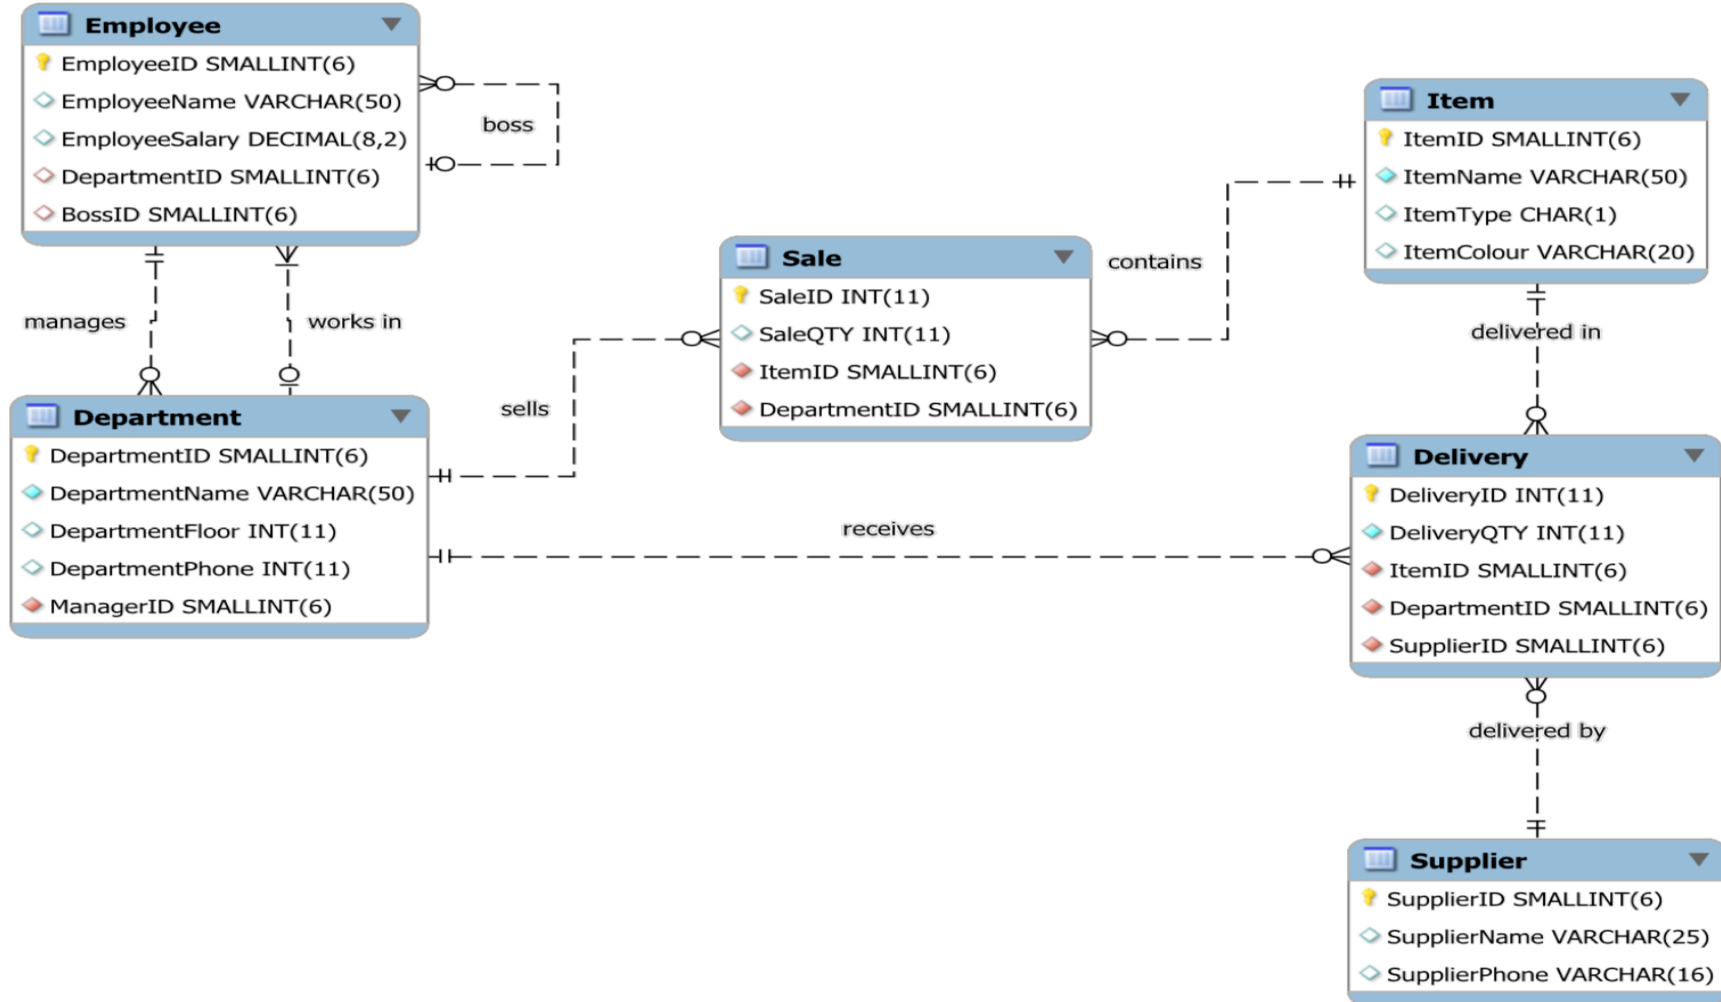 Employee
EmployeeID SMALLINT(6)
EmployeeName VARCHAR(50)
EmployeeSalary DECIMAL(8,2)
DepartmentID SMALLINT(6)
BossID SMALLINT(6)
boss
manages
works in
Department
DepartmentID SMALLINT(6)
DepartmentName VARCHAR(50)
DepartmentFloor INT(11)
DepartmentPhone INT(11)
ManagerID SMALLINT(6)
sells
receives
Sale
SaleID INT(11)
SaleQTY INT(11)
ItemID SMALLINT(6)
DepartmentID SMALLINT(6)
contains
Item
ItemID SMALLINT(6)
ItemName VARCHAR(50)
ItemType CHAR(1)
ItemColour VARCHAR(20)
delivered in
Delivery
DeliveryID INT(11)
DeliveryQTY INT(11)
ItemID SMALLINT(6)
DepartmentID SMALLINT(6)
SupplierID SMALLINT(6)
delivered by
Supplier
SupplierID SMALLINT(6)
SupplierName VARCHAR(25)
SupplierPhone VARCHAR(16)